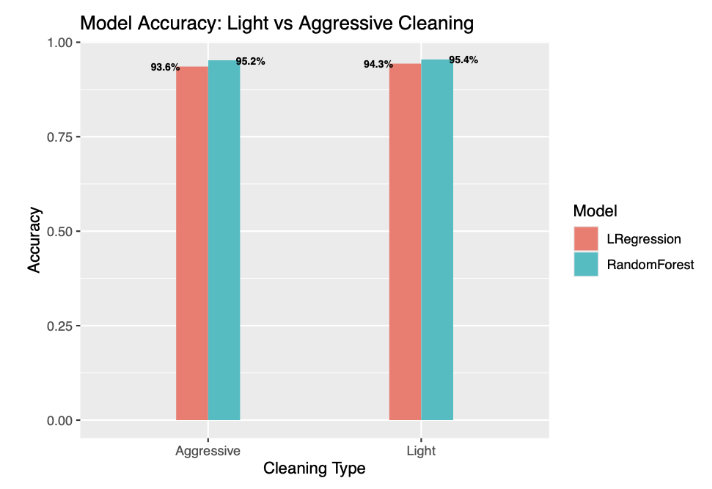 Model Accuracy: Light vs Aggressive Cleaning
1.00
0.75
0.50
0.25
0.00
Accuracy
93.6%
95.2%
94.3%
95.4%
Aggressive
Light
Cleaning Type
Model
LRegression
RandomForest